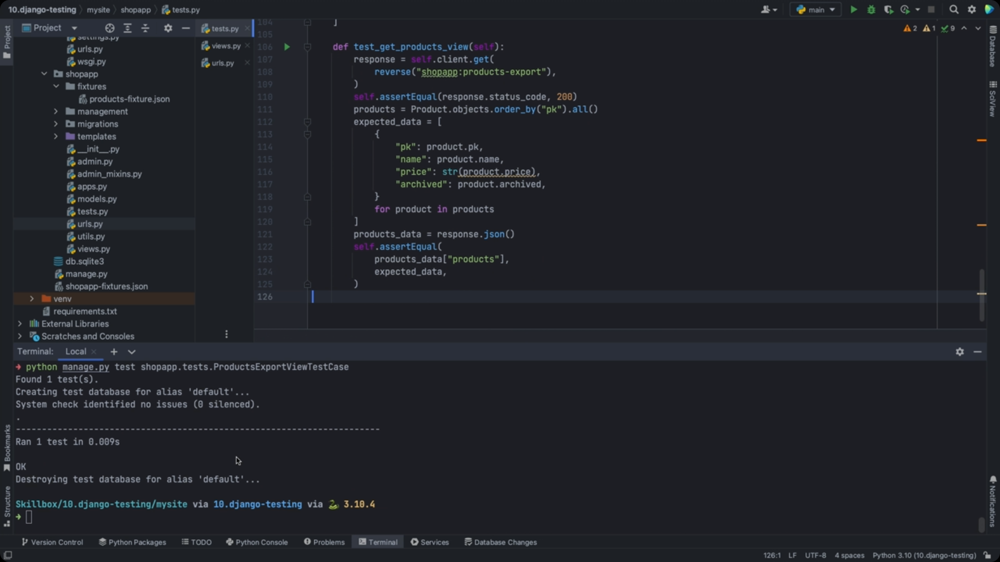 10.django-testing mysite shopapp tests.py
main
Project
Project
settings.py
urls.py
wsgi.py
shopapp
fixtures
products-fixture.json
management
migrations
templates
__init__.py
admin.py
admin_mixins.py
apps.py
models.py
tests.py
urls.py
utils.py
views.py
db.sqlite3
manage.py
shopapp-fixtures.json
venv
requirements.txt
External Libraries
Scratches and Consoles
tests.py
views.py
urls.py
2 1 9
104 ]
105
106 def test_get_products_view(self):
107 response = self.client.get(
108 reverse("shopapp:products-export"),
109 )
110 self.assertEqual(response.status_code, 200)
111 products = Product.objects.order_by("pk").all()
112 expected_data = [
113 {
114 "pk": product.pk,
115 "name": product.name,
116 "price": str(product.price),
117 "archived": product.archived,
118 }
119 for product in products
120 ]
121 products_data = response.json()
122 self.assertEqual(
123 products_data["products"],
124 expected_data,
125 )
126
Database
SciView
Notifications
Bookmarks
Structure
Terminal: Local
→ python manage.py test shopapp.tests.ProductsExportViewTestCase
Found 1 test(s).
Creating test database for alias 'default'...
System check identified no issues (0 silenced).
.
----------------------------------------------------------------------
Ran 1 test in 0.009s
OK
Destroying test database for alias 'default'...
Skillbox/10.django-testing/mysite via 10.django-testing via 🐍 3.10.4
→
Version Control Python Packages TODO Python Console Problems Terminal Services Database Changes
126:1 LF UTF-8 4 spaces Python 3.10 (10.django-testing)